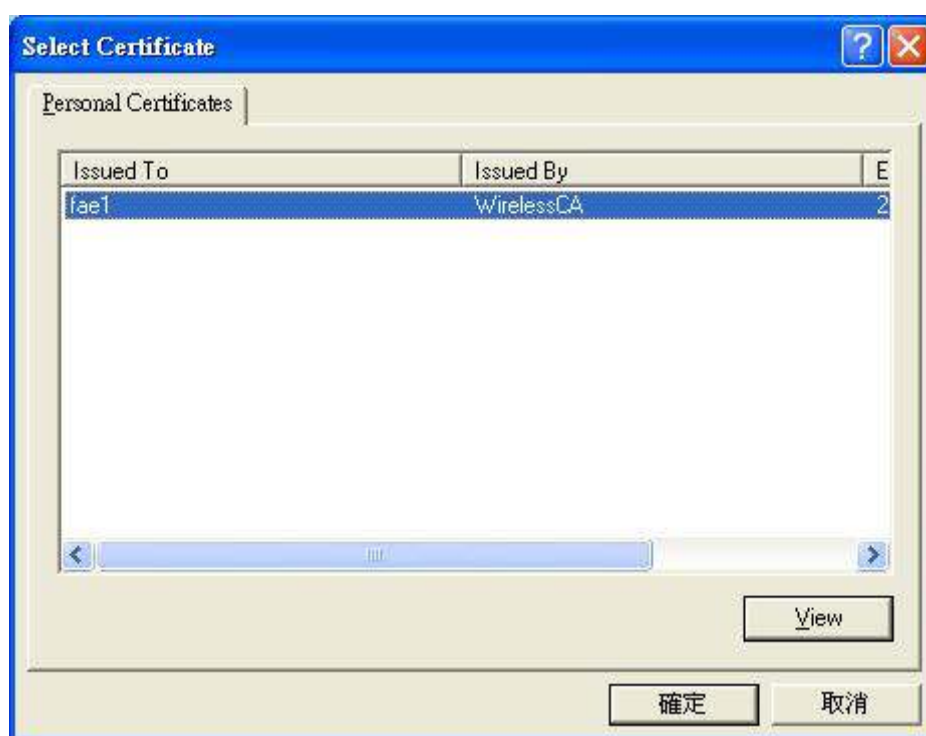 Select Certificate
Personal Certificates
Issued To Issued By E
fae1 WirelessCA 2
View
確定 取消